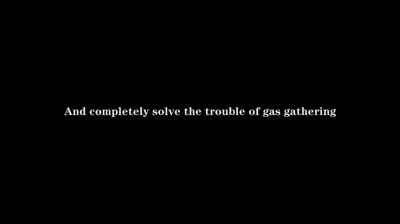 And completely solve the trouble of gas gathering